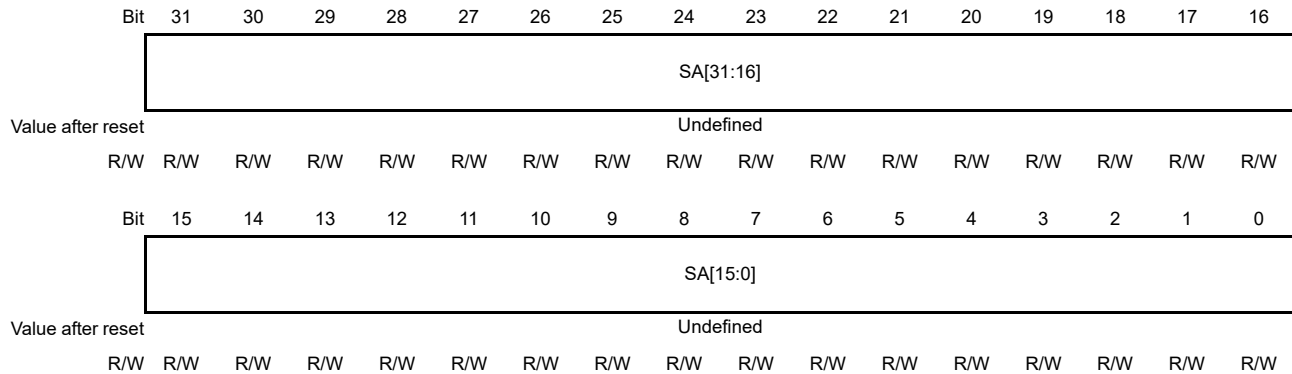 Bit 31 30 29 28 27 26 25 24 23 22 21 20 19 18 17 16
SA[31:16]
Value after reset Undefined
R/W R/W R/W R/W R/W R/W R/W R/W R/W R/W R/W R/W R/W R/W R/W R/W R/W
Bit 15 14 13 12 11 10 9 8 7 6 5 4 3 2 1 0
SA[15:0]
Value after reset Undefined
R/W R/W R/W R/W R/W R/W R/W R/W R/W R/W R/W R/W R/W R/W R/W R/W R/W